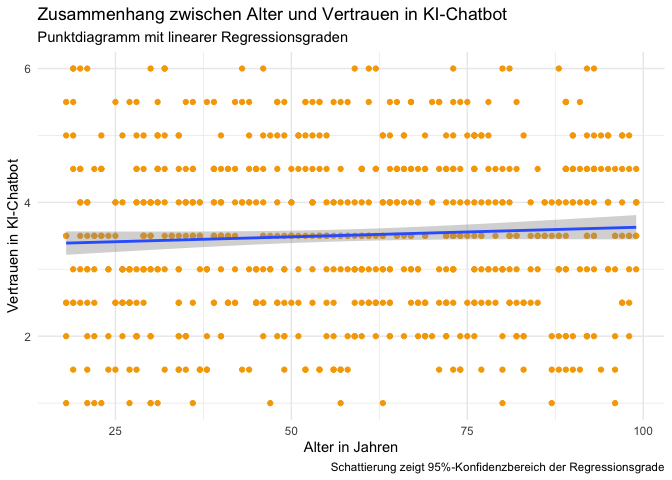 Zusammenhang zwischen Alter und Vertrauen in KI-Chatbot
Punktdiagramm mit linearer Regressionsgraden
Vertrauen in KI-Chatbot
6
4
2
25
50
75
100
Alter in Jahren
Schattierung zeigt 95%-Konfidenzbereich der Regressionsgrade